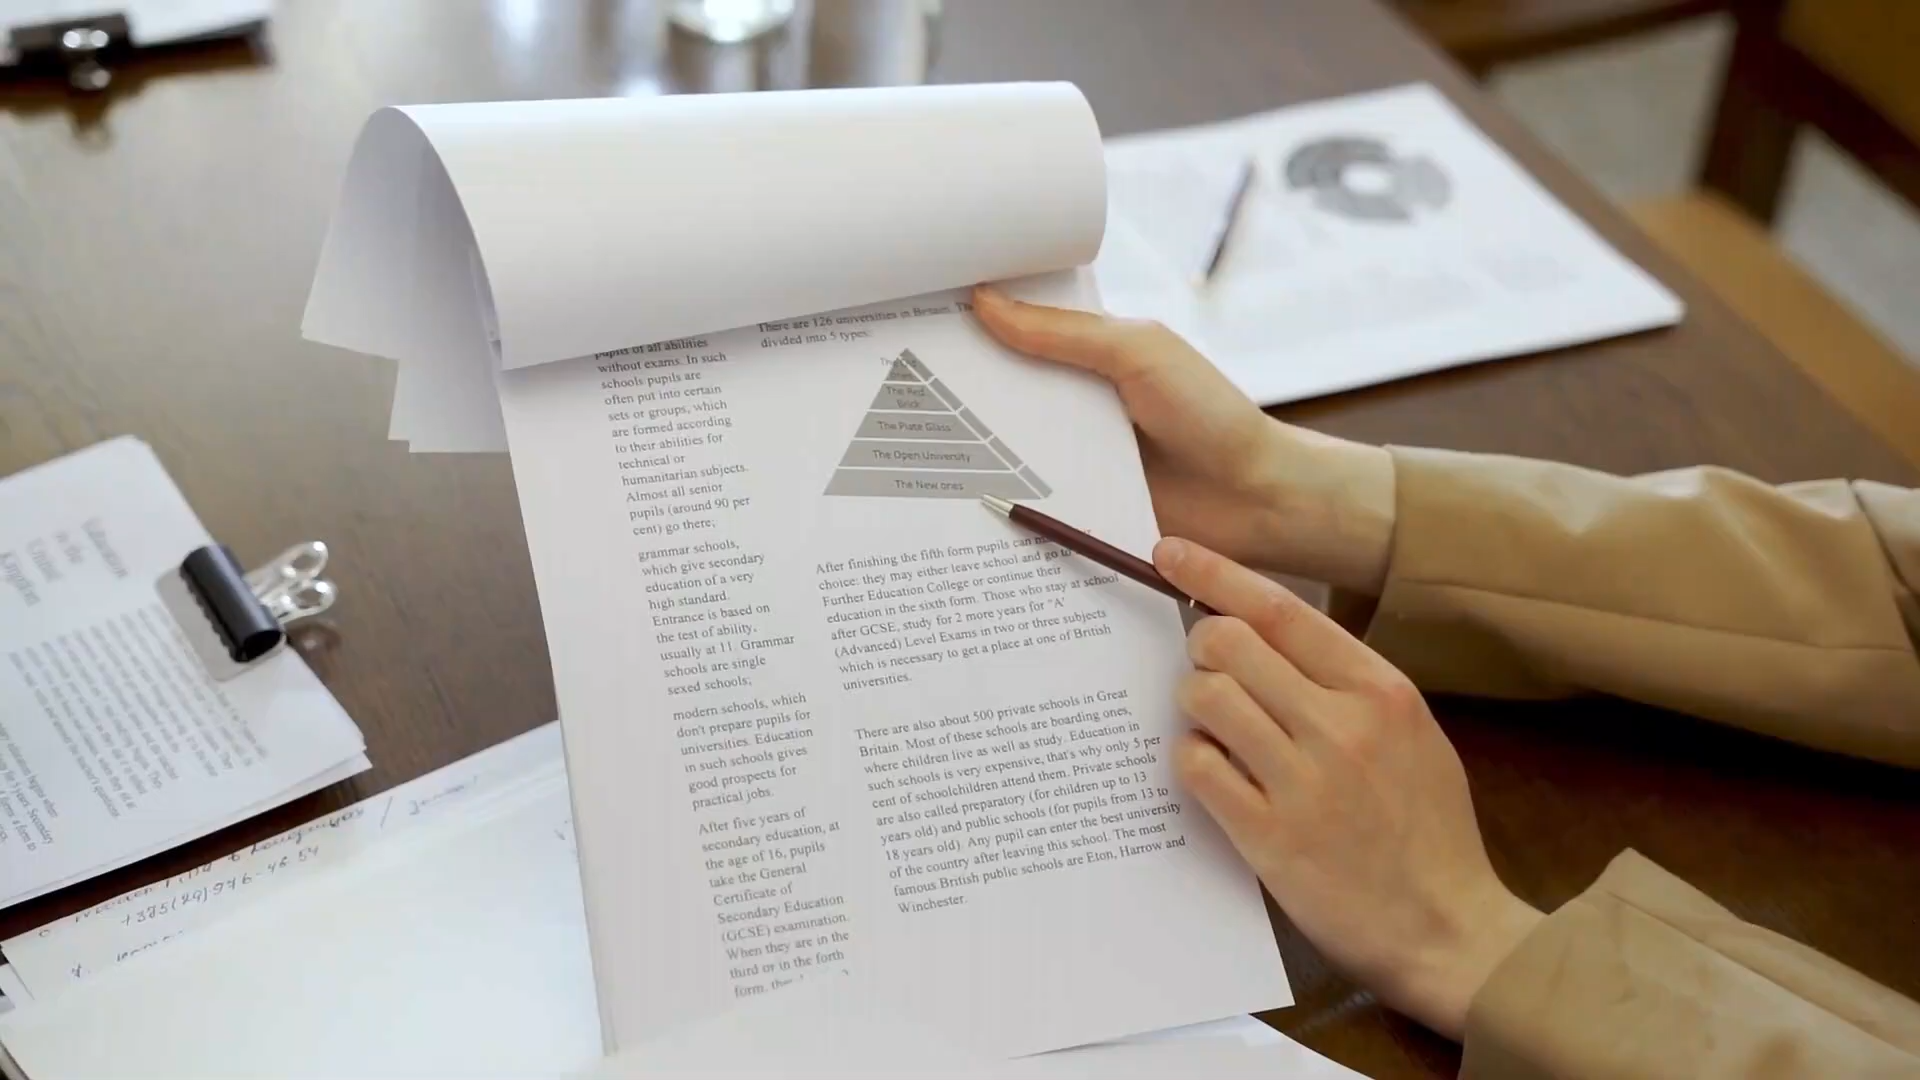 pupils of all abilities
without exams. In such
schools pupils are
often put into certain
sets or groups, which
are formed according
to their abilities for
technical or
humanitarian subjects.
Almost all senior
pupils (around 90 per
cent) go there;
grammar schools,
which give secondary
education of a very
high standard.
Entrance is based on
the test of ability,
usually at 11. Grammar
schools are single
sexed schools;
modern schools, which
don't prepare pupils for
universities. Education
in such schools gives
good prospects for
practical jobs.
After five years of
secondary education, at
the age of 16, pupils
take the General
Certificate of
Secondary Education
(GCSE) examination.
When they are in the
third or in the forth
form,
There are 126 universities in Britain.
divided into 5 types:
The Red
Brick
The Plate Glass
The Open University
The New ones
After finishing the fifth form pupils can
choice: they may either leave school and go to
Further Education College or continue their
education in the sixth form. Those who stay at school
after GCSE, study for 2 more years for "A'
(Advanced) Level Exams in two or three subjects
which is necessary to get a place at one of British
universities.
There are also about 500 private schools in Great
Britain. Most of these schools are boarding ones,
where children live as well as study. Education in
such schools is very expensive, that's why only 5 per
cent of schoolchildren attend them. Private schools
are also called preparatory (for children up to 13
years old) and public schools (for pupils from 13 to
18 years old). Any pupil can enter the best university
of the country after leaving this school. The most
famous British public schools are Eton, Harrow and
Winchester.
Education
in the
United
Kingdom
+375(29)976-46-54